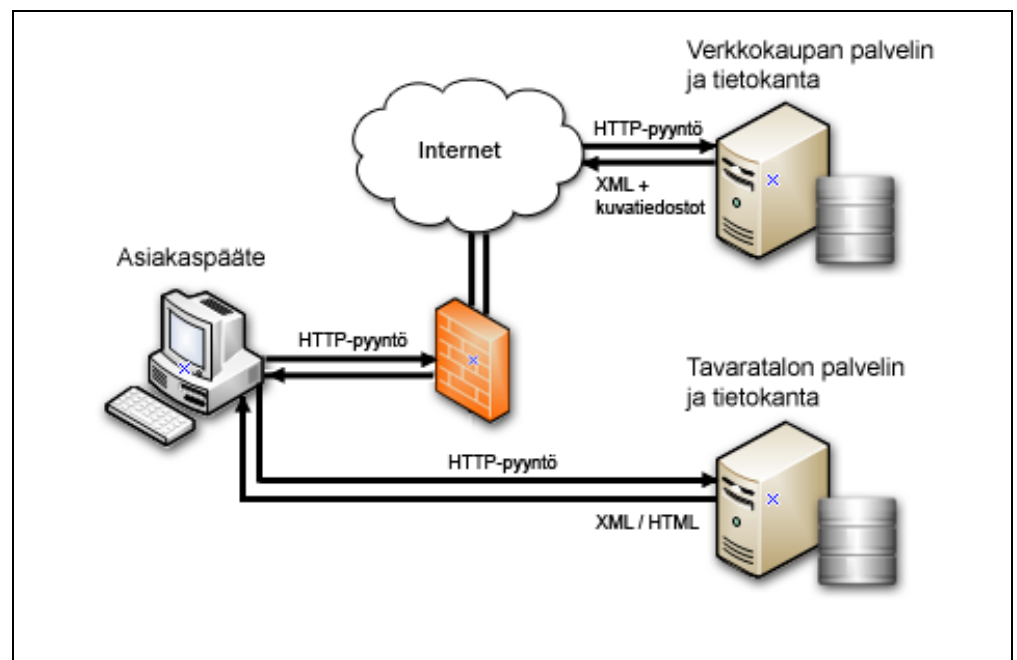 Verkkokaupan palvelin
ja tietokanta
HTTP-pyyntö
Internet
XML +
kuvatiedostot
Asiakaspääte
HTTP-pyyntö
Tavaratalon palvelin
ja tietokanta
HTTP-pyyntö
XML / HTML